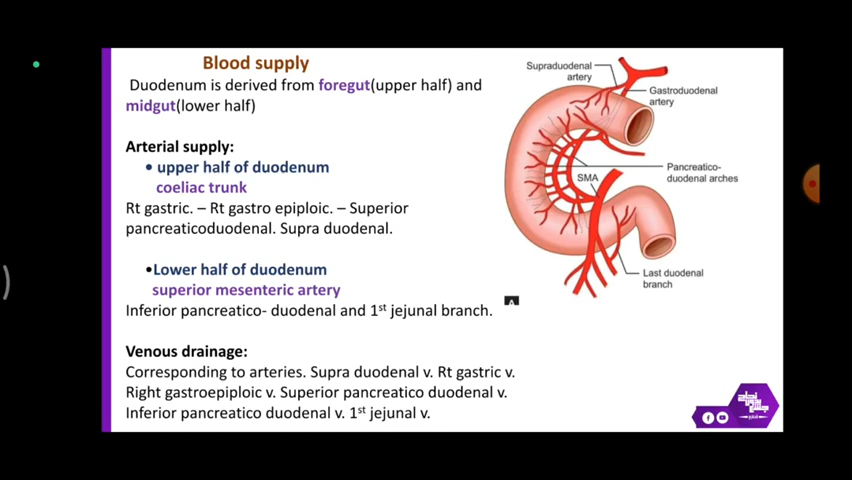 Blood supply
Duodenum is derived from foregut(upper half) and
midgut(lower half)
Arterial supply:
• upper half of duodenum
coeliac trunk
Rt gastric. – Rt gastro epiploic. – Superior
pancreaticoduodenal. Supra duodenal.
•Lower half of duodenum
superior mesenteric artery
Inferior pancreatico- duodenal and 1st jejunal branch.
Venous drainage:
Corresponding to arteries. Supra duodenal v. Rt gastric v.
Right gastroepiploic v. Superior pancreatico duodenal v.
Inferior pancreatico duodenal v. 1st jejunal v.
Supraduodenal
artery
Gastroduodenal
artery
Pancreatico-
duodenal arches
SMA
Last duodenal
branch
A